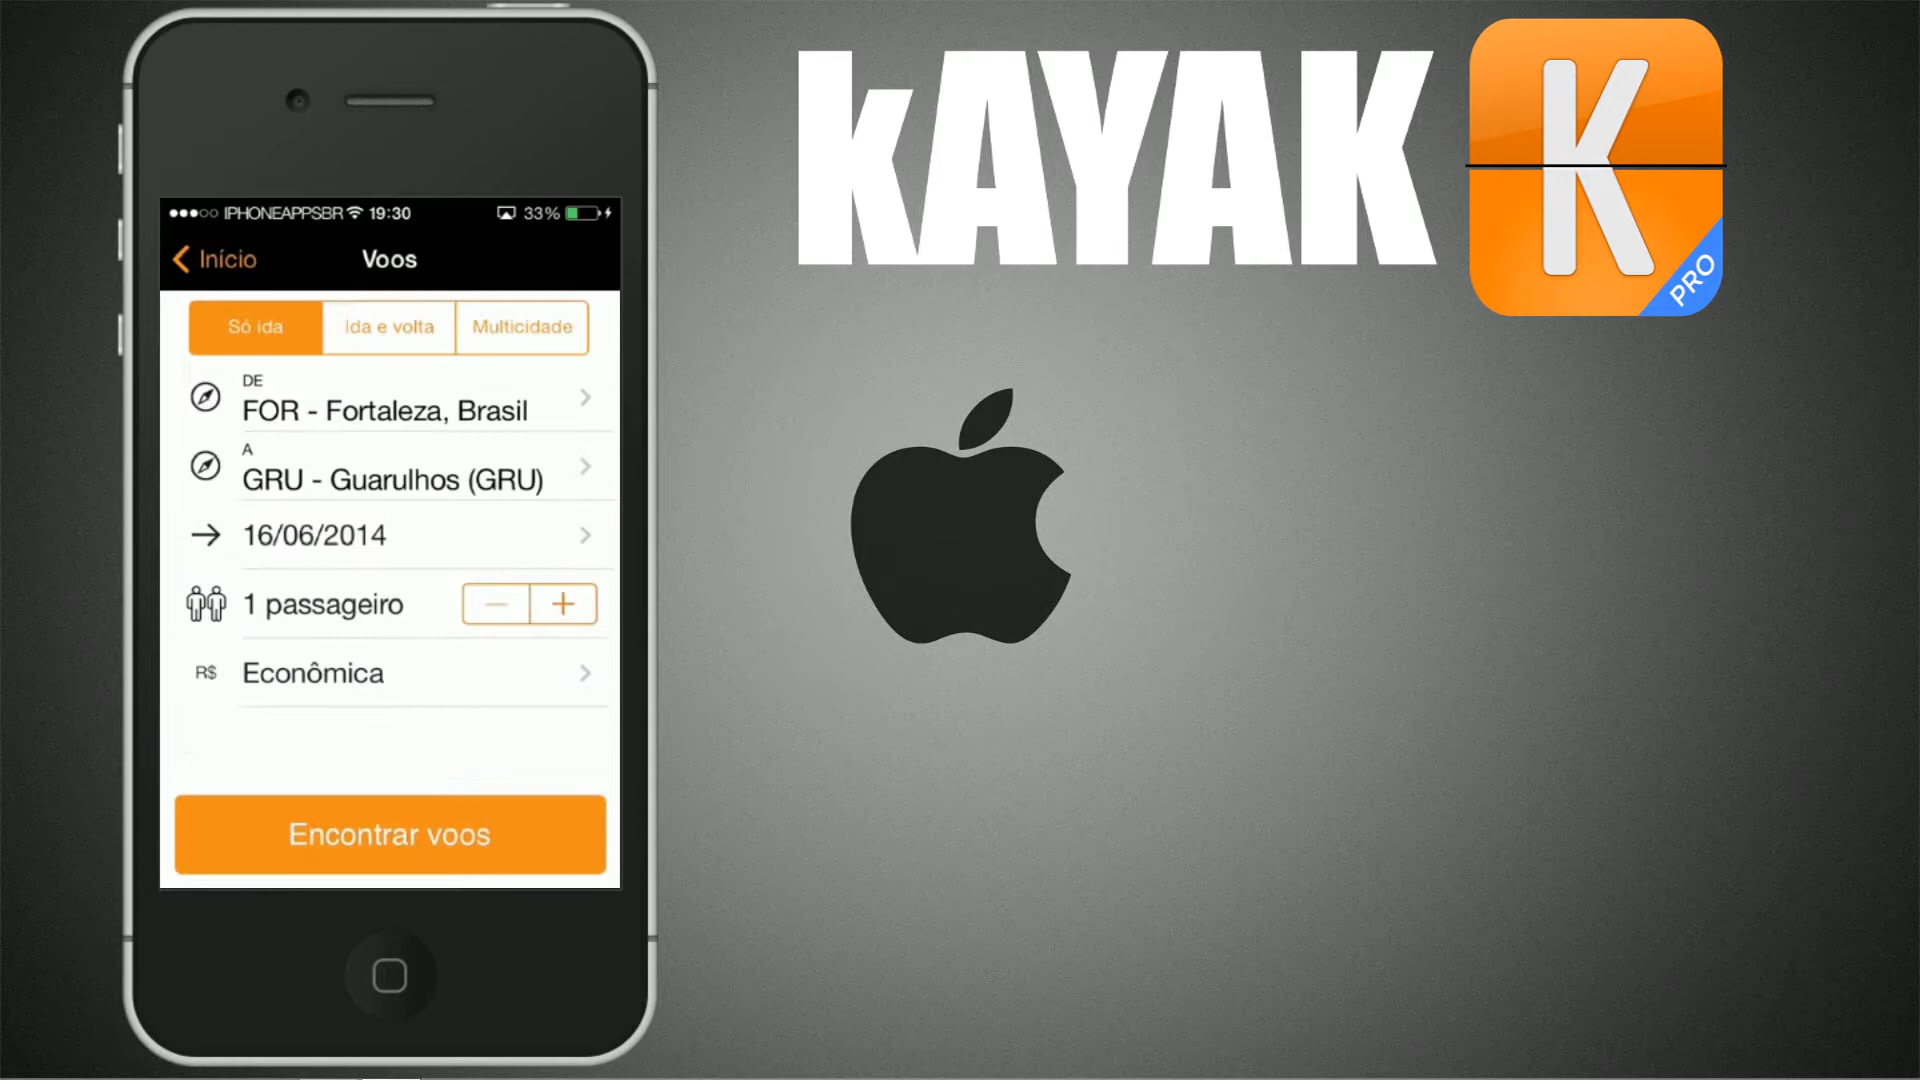 IPHONEAPPSBR 19:30 33%
Início
Voos
Só ida
Ida e volta
Multicidade
DE
FOR - Fortaleza, Brasil
A
GRU - Guarulhos (GRU)
16/06/2014
1 passageiro
R$ Econômica
Encontrar voos
kAYAK
K
PRO